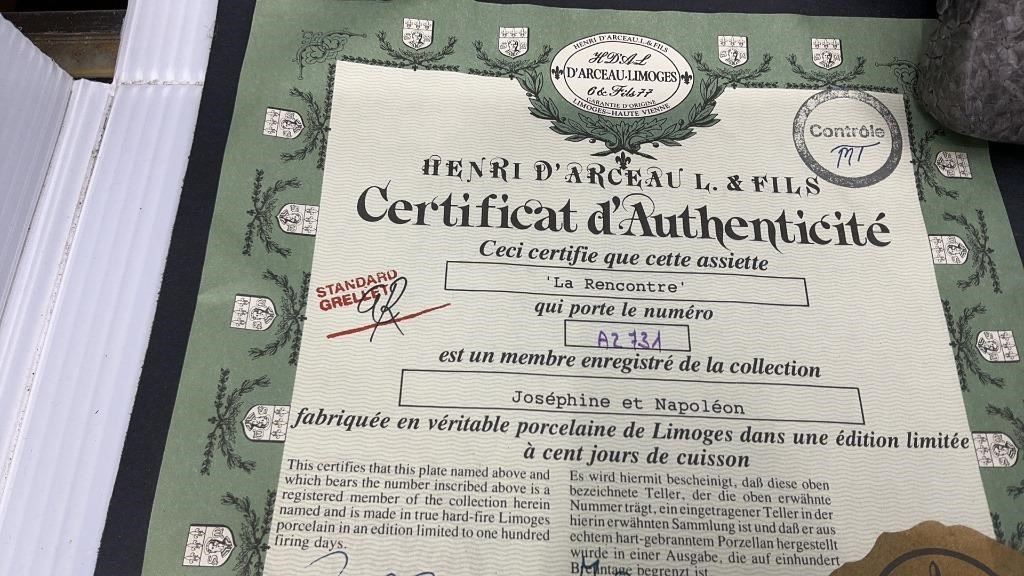 HENRI D'ARCEAU.L.& FILS
HDAL
D'ARCEAU-LIMOGES
6 & Fils 77
GARANTIE D'ORIGINE
LIMOGES-HAUTE VIENNE
Contrôle
MT
HENRI D'ARCEAU L. & FILS
Certificat d'Authenticité
Ceci certifie que cette assiette
'La Rencontre'
STANDARD
GRELLET
qui porte le numéro
A2 731
est un membre enregistré de la collection
Joséphine et Napoléon
fabriquée en véritable porcelaine de Limoges dans une édition limitée
à cent jours de cuisson
This certifies that this plate named above and
which bears the number inscribed above is a
registered member of the collection herein
named and is made in true hard-fire Limoges
porcelain in an edition limited to one hundred
firing days.
Es wird hiermit bescheinigt, daß diese oben
bezeichnete Teller, der die oben erwähnte
Nummer trägt, ein eingetragener Teller in der
hierin erwähnten Sammlung ist und daß er aus
echtem hart-gebranntem Porzellan hergestellt
wurde in einer Ausgabe, die auf einhundert
Brenntage begrenzt ist.